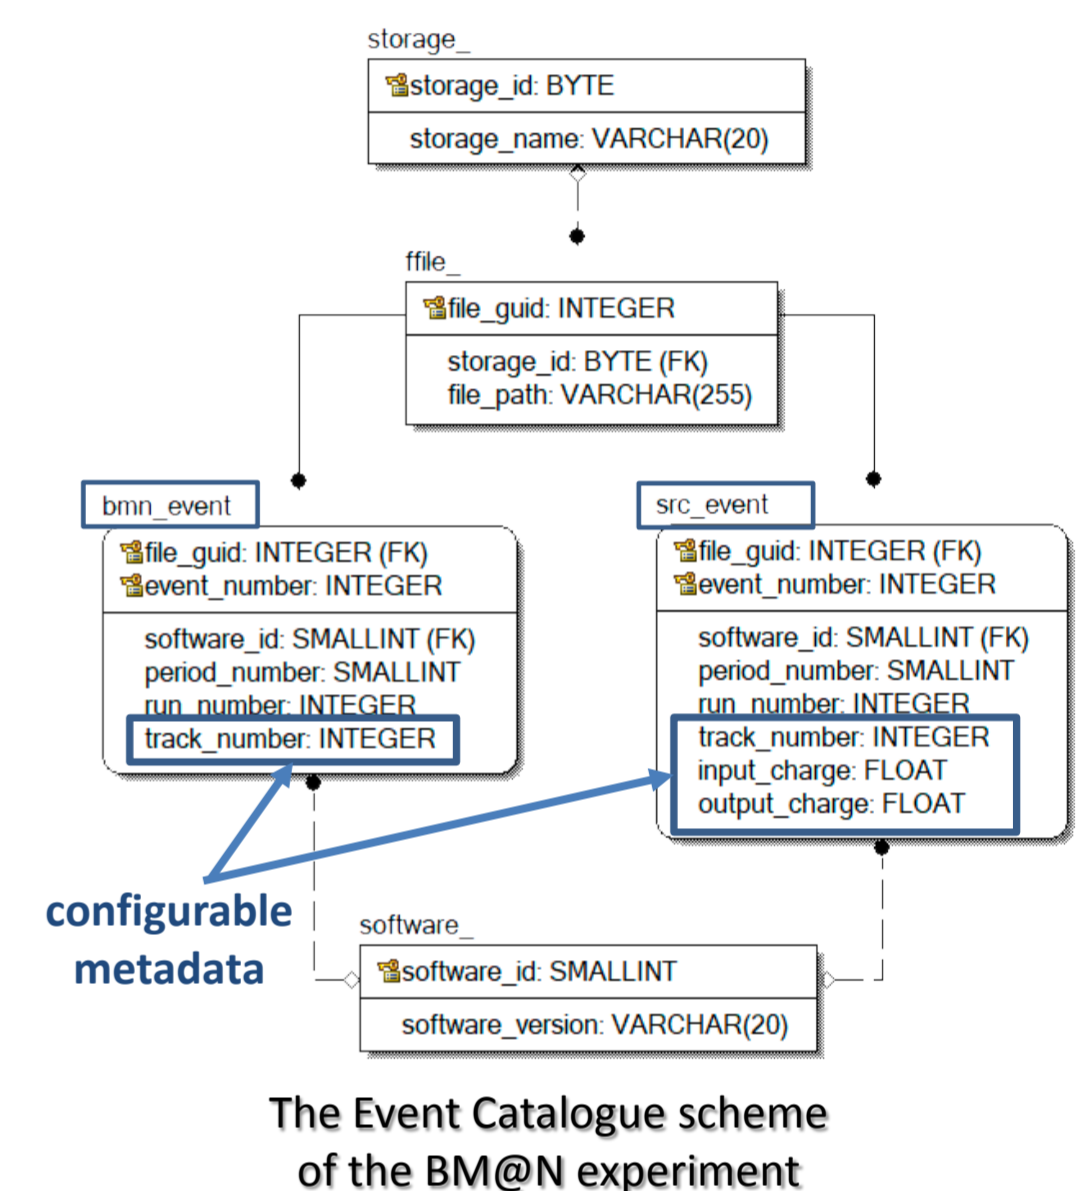 storage_
storage_id: BYTE
storage_name: VARCHAR(20)
ffile_
file_guid: INTEGER
storage_id: BYTE (FK)
file_path: VARCHAR(255)
bmn_event
file_guid: INTEGER (FK)
event_number: INTEGER
software_id: SMALLINT (FK)
period_number: SMALLINT
run_number: INTEGER
track_number: INTEGER
src_event
file_guid: INTEGER (FK)
event_number: INTEGER
software_id: SMALLINT (FK)
period_number: SMALLINT
run_number: INTEGER
track_number: INTEGER
input_charge: FLOAT
output_charge: FLOAT
configurable
metadata
software_
software_id: SMALLINT
software_version: VARCHAR(20)
The Event Catalogue scheme
of the BM@N experiment